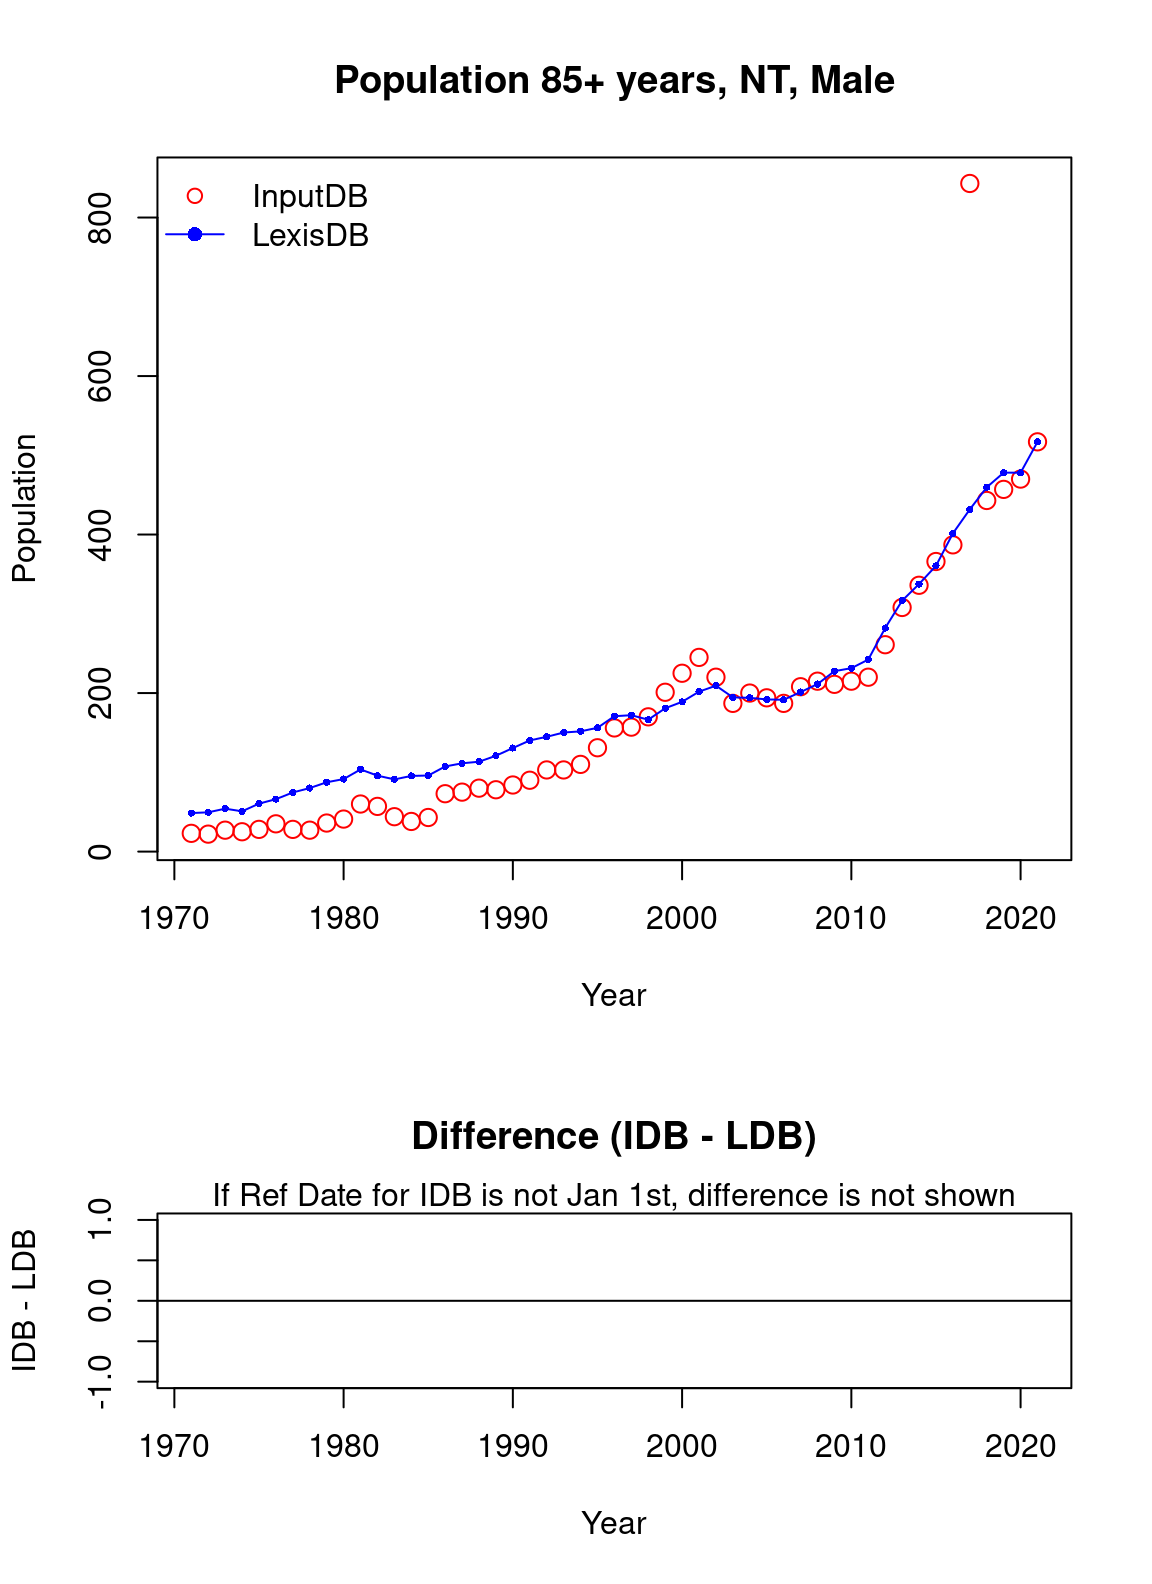 Population 85+ years, NT, Male
InputDB
LexisDB
800
600
400
200
0
Population
1970 1980 1990 2000 2010 2020
Year
Difference (IDB - LDB)
If Ref Date for IDB is not Jan 1st, difference is not shown
1.0
0.0
-1.0
IDB - LDB
1970 1980 1990 2000 2010 2020
Year